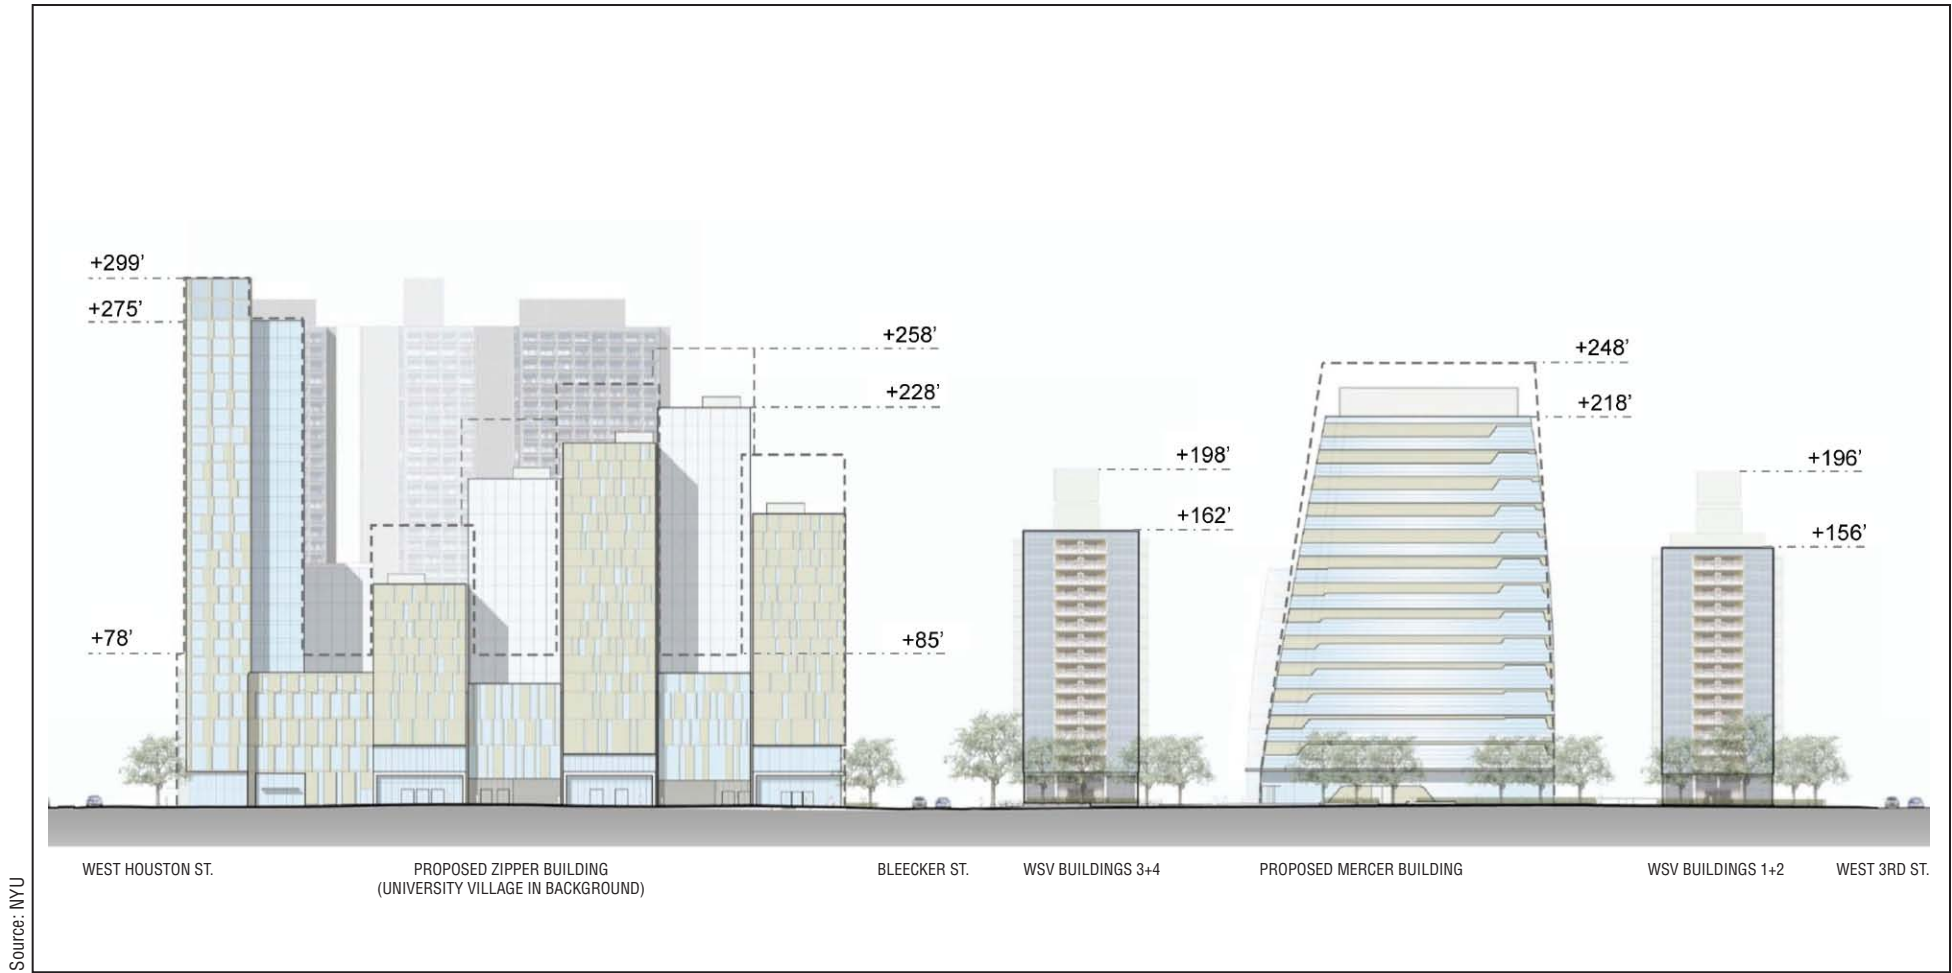 +299’
+275’
+258’
+228’
+248’
+218’
+198’
+162’
+196’
+156’
+78’
+85’
WEST HOUSTON ST.
PROPOSED ZIPPER BUILDING
(UNIVERSITY VILLAGE IN BACKGROUND)
BLEECKER ST.
WSV BUILDINGS 3+4
PROPOSED MERCER BUILDING
WSV BUILDINGS 1+2
WEST 3RD ST.
Source: NYU